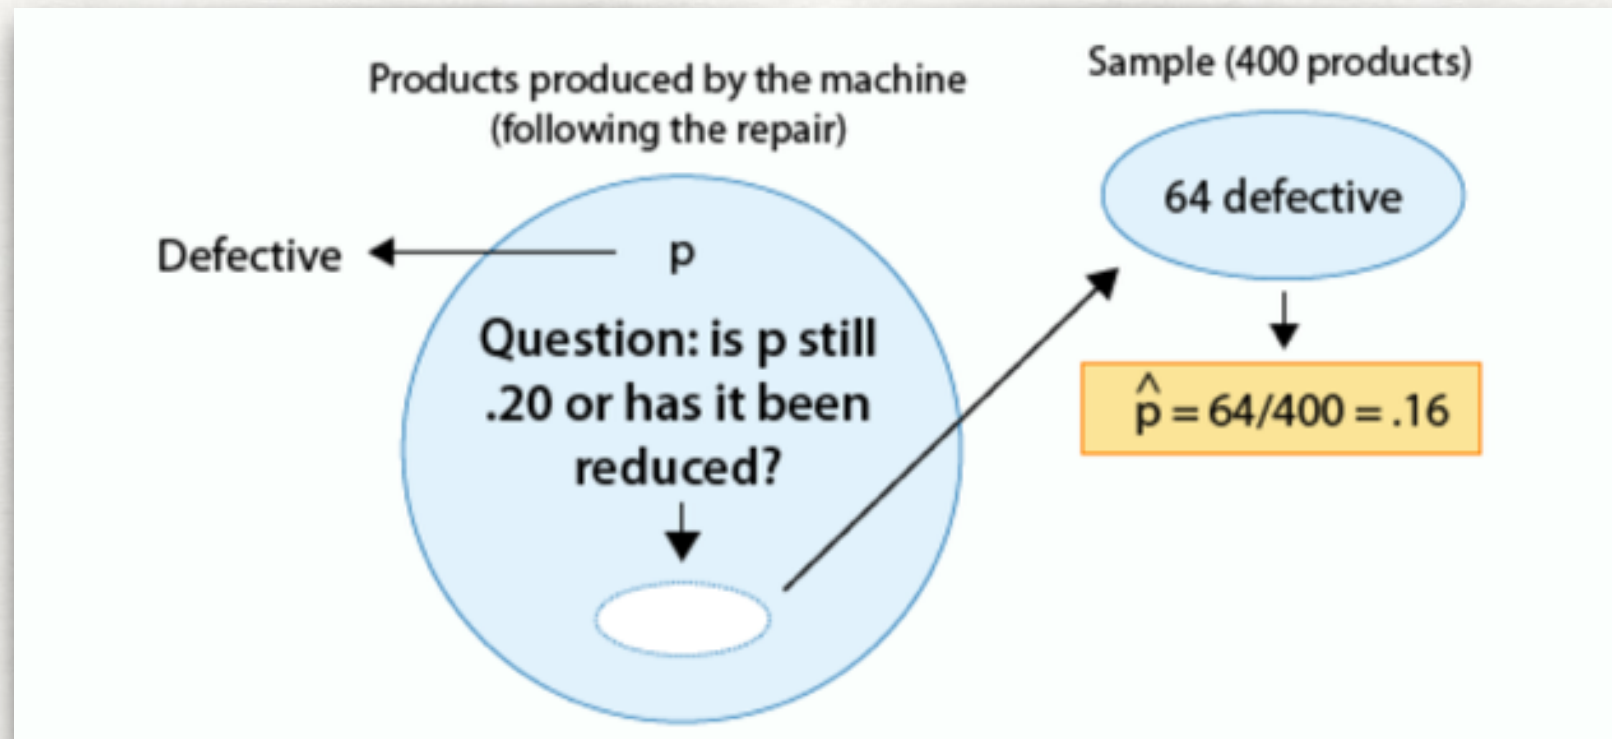 Products produced by the machine
(following the repair)
Defective
p
Question: is p still
.20 or has it been
reduced?
Sample (400 products)
64 defective
p̂ = 64/400 = .16